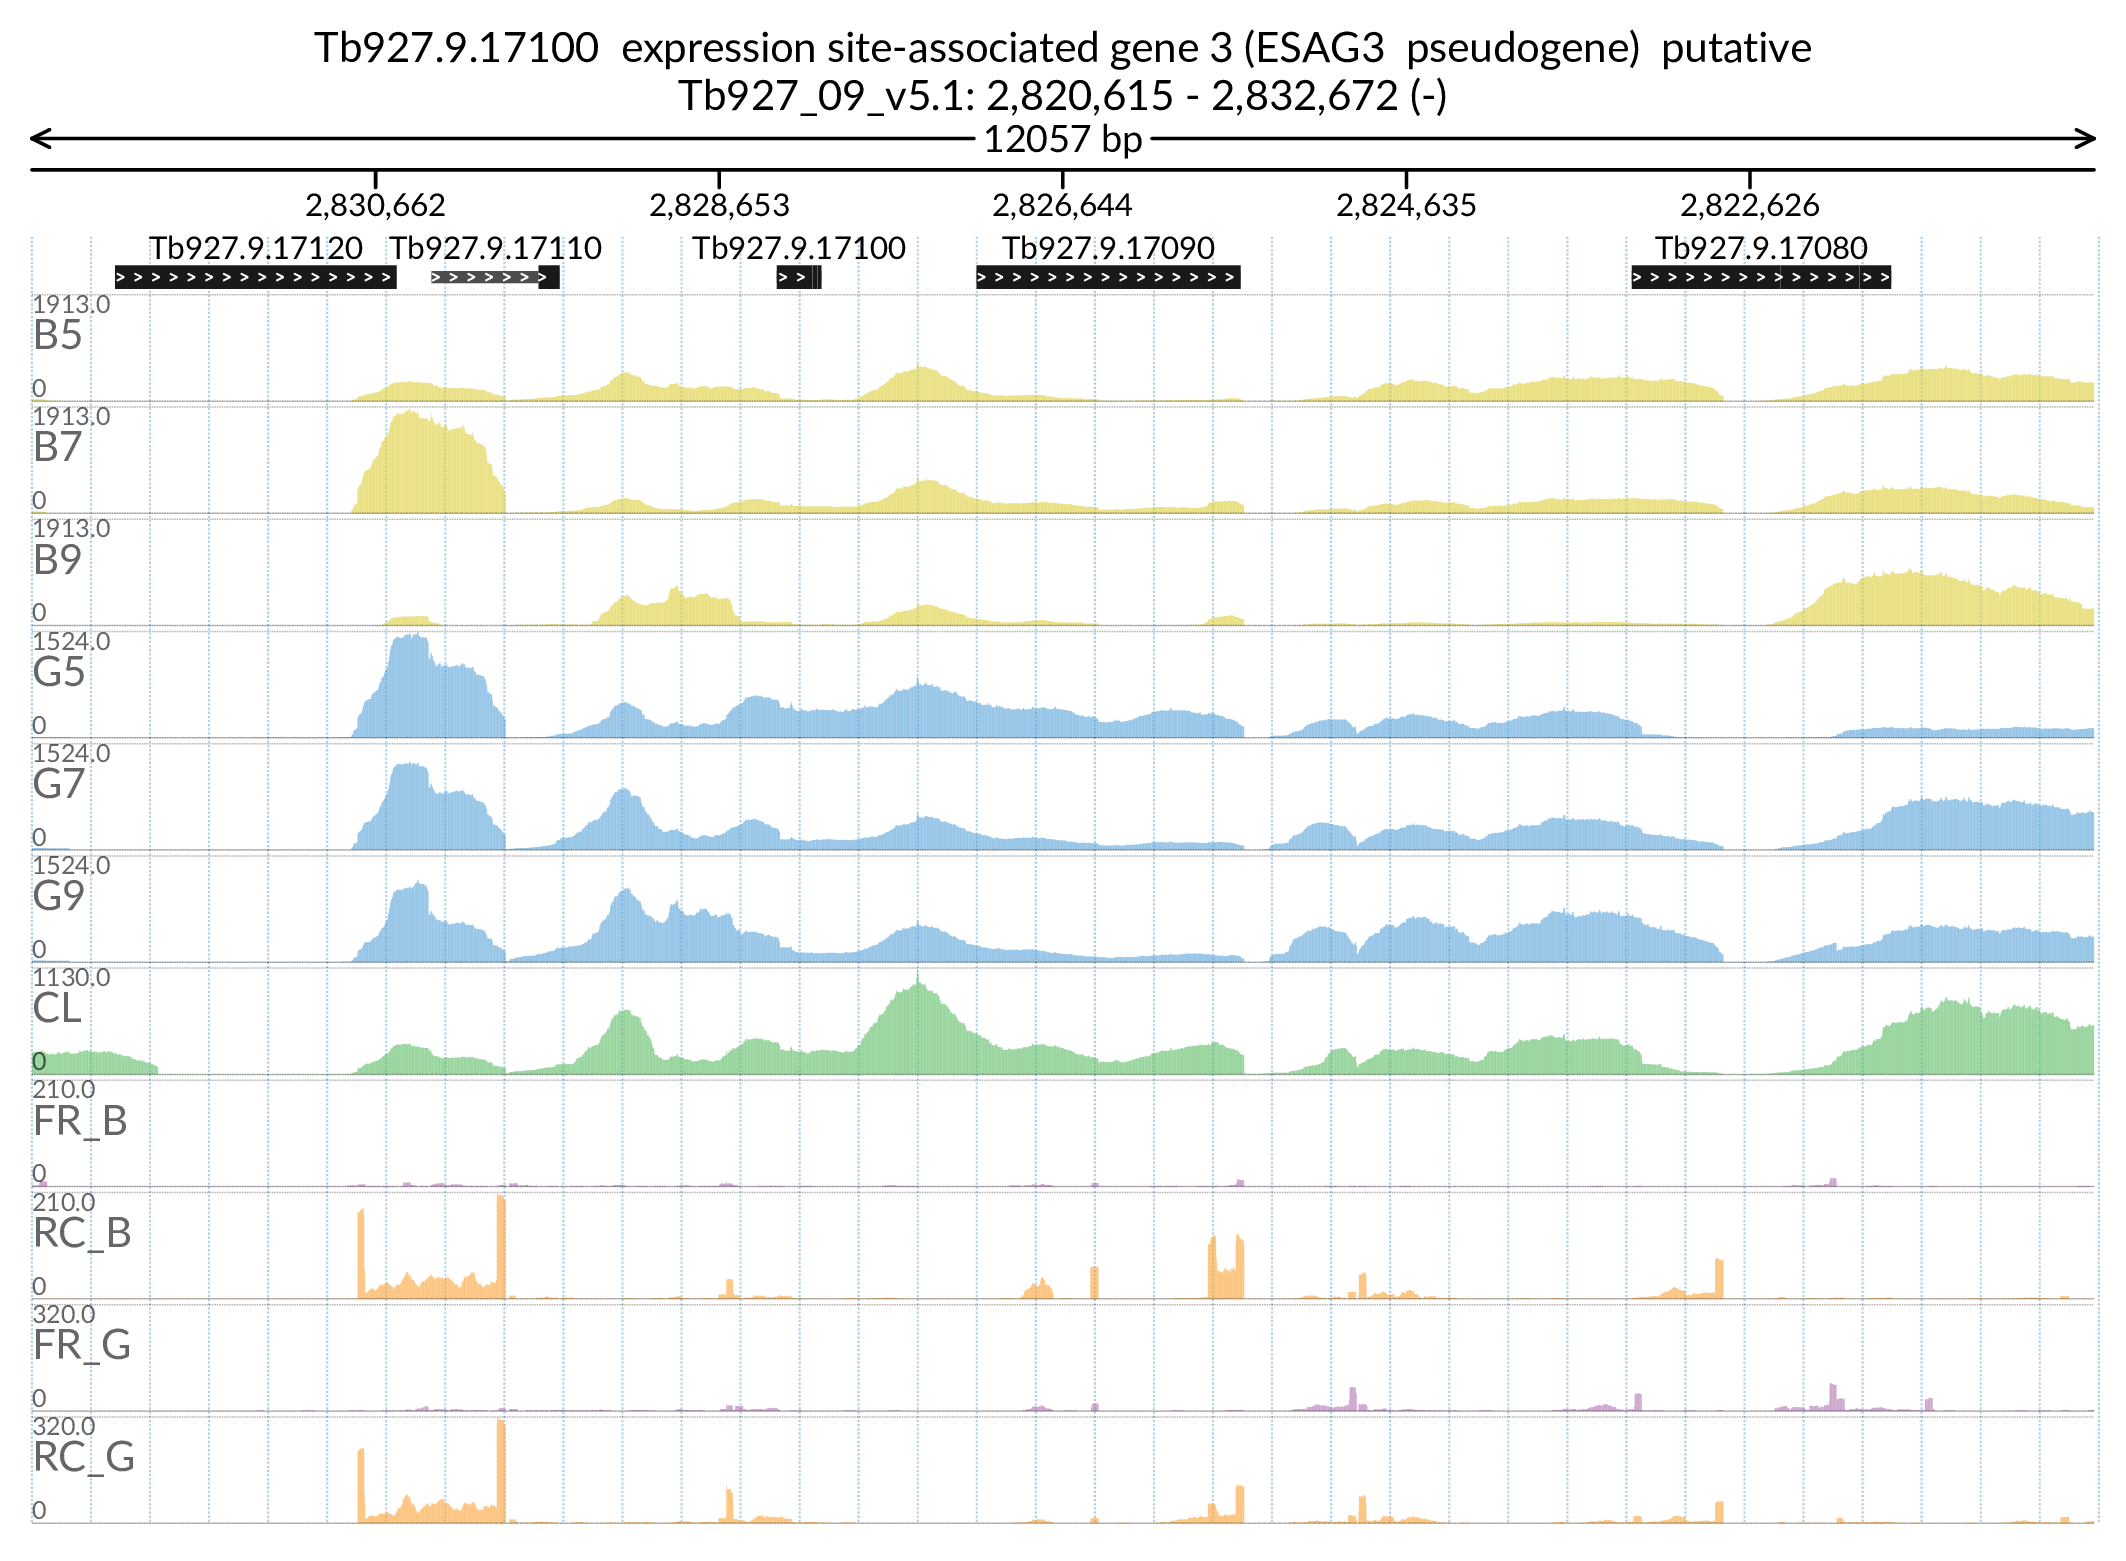 Tb927.9.17100  expression site-associated gene 3 (ESAG3  pseudogene)  putative
Tb927_09_v5.1: 2,820,615 - 2,832,672 (-)
12057 bp
2,830,662 2,828,653 2,826,644 2,824,635 2,822,626
Tb927.9.17120 Tb927.9.17110 Tb927.9.17100 Tb927.9.17090 Tb927.9.17080
1913.0
B5
0
1913.0
B7
0
1913.0
B9
0
1524.0
G5
0
1524.0
G7
0
1524.0
G9
0
1130.0
CL
0
210.0
FR_B
0
210.0
RC_B
0
320.0
FR_G
0
320.0
RC_G
0